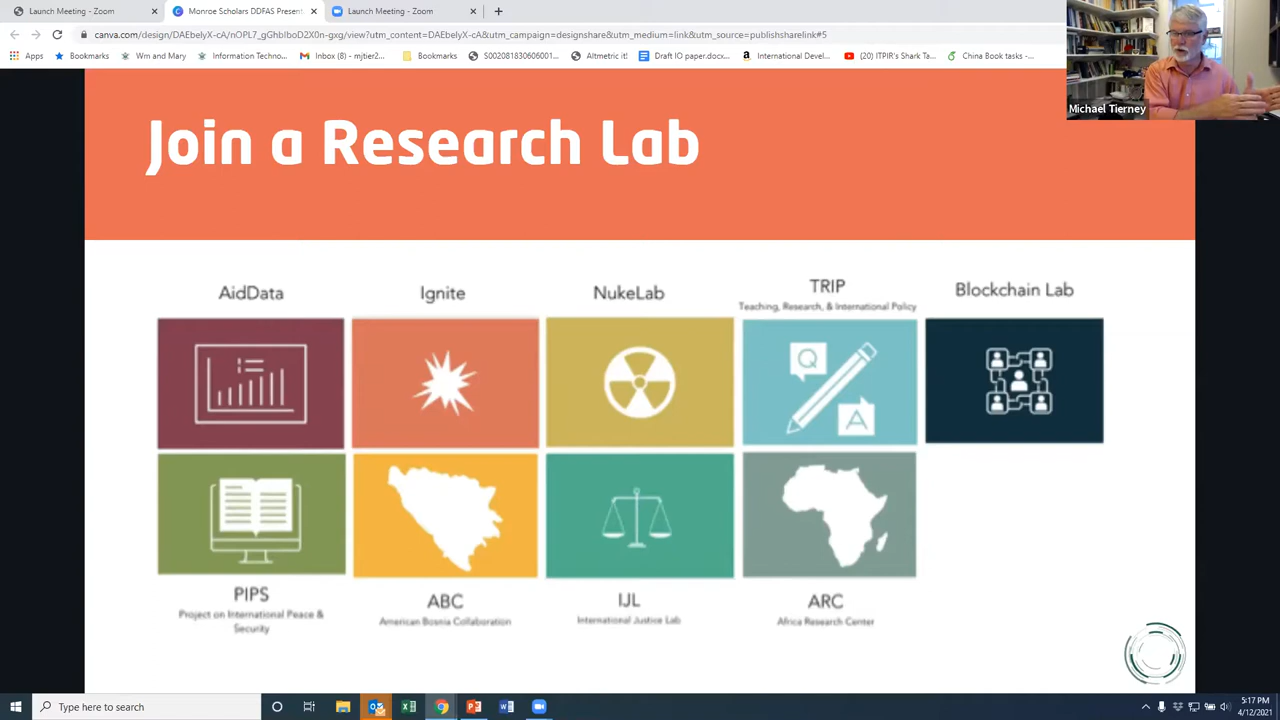 Launch Meeting - Zoom
Monroe Scholars DDFAS Present
Launch Meeting - Zoom
canva.com/design/DAEbelyX-cA/nOPL7_gGhbIboD2X0n-gxg/view?utm_content=DAEbelyX-cA&utm_campaign=designshare&utm_medium=link&utm_source=publishsharelink#5
Apps
Bookmarks
Wm and Mary
Information Techno...
Inbox (8) - mjtier2...
Bookmarks
S0020818306060001...
Altmetric it!
Draft IO paper.docx...
International Devel...
(20) ITPIR's Shark Ta...
China Book tasks -...
Michael Tierney
Join a Research Lab
AidData
Ignite
NukeLab
TRIP
Teaching, Research, & International Policy
Blockchain Lab
Q
A
PIPS
Project on International Peace &
Security
ABC
American Bosnia Collaboration
IJL
International Justice Lab
ARC
Africa Research Center
Type here to search
5:17 PM
4/12/2021